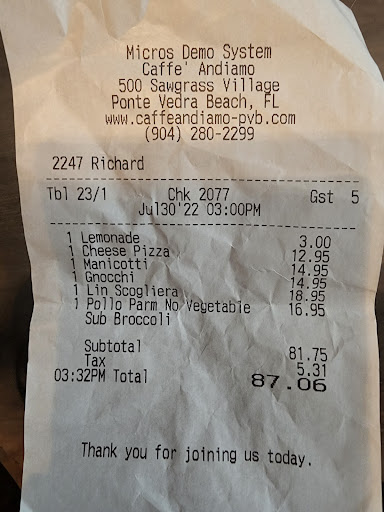 Micros Demo System
Caffe' Andiamo
500 Sawgrass Village
Ponte Vedra Beach, FL
www.caffeandiamo-pvb.com
(904) 280-2299
2247 Richard
Tbl 23/1 Chk 2077 Gst 5
Jul30'22 03:00PM
1 Lemonade 3.00
1 Cheese Pizza 12.95
1 Manicotti 14.95
1 Gnocchi 14.95
1 Lin Scogliera 18.95
1 Pollo Parm No Vegetable 16.95
Sub Broccoli
Subtotal 81.75
Tax 5.31
03:32PM Total 87.06
Thank you for joining us today.